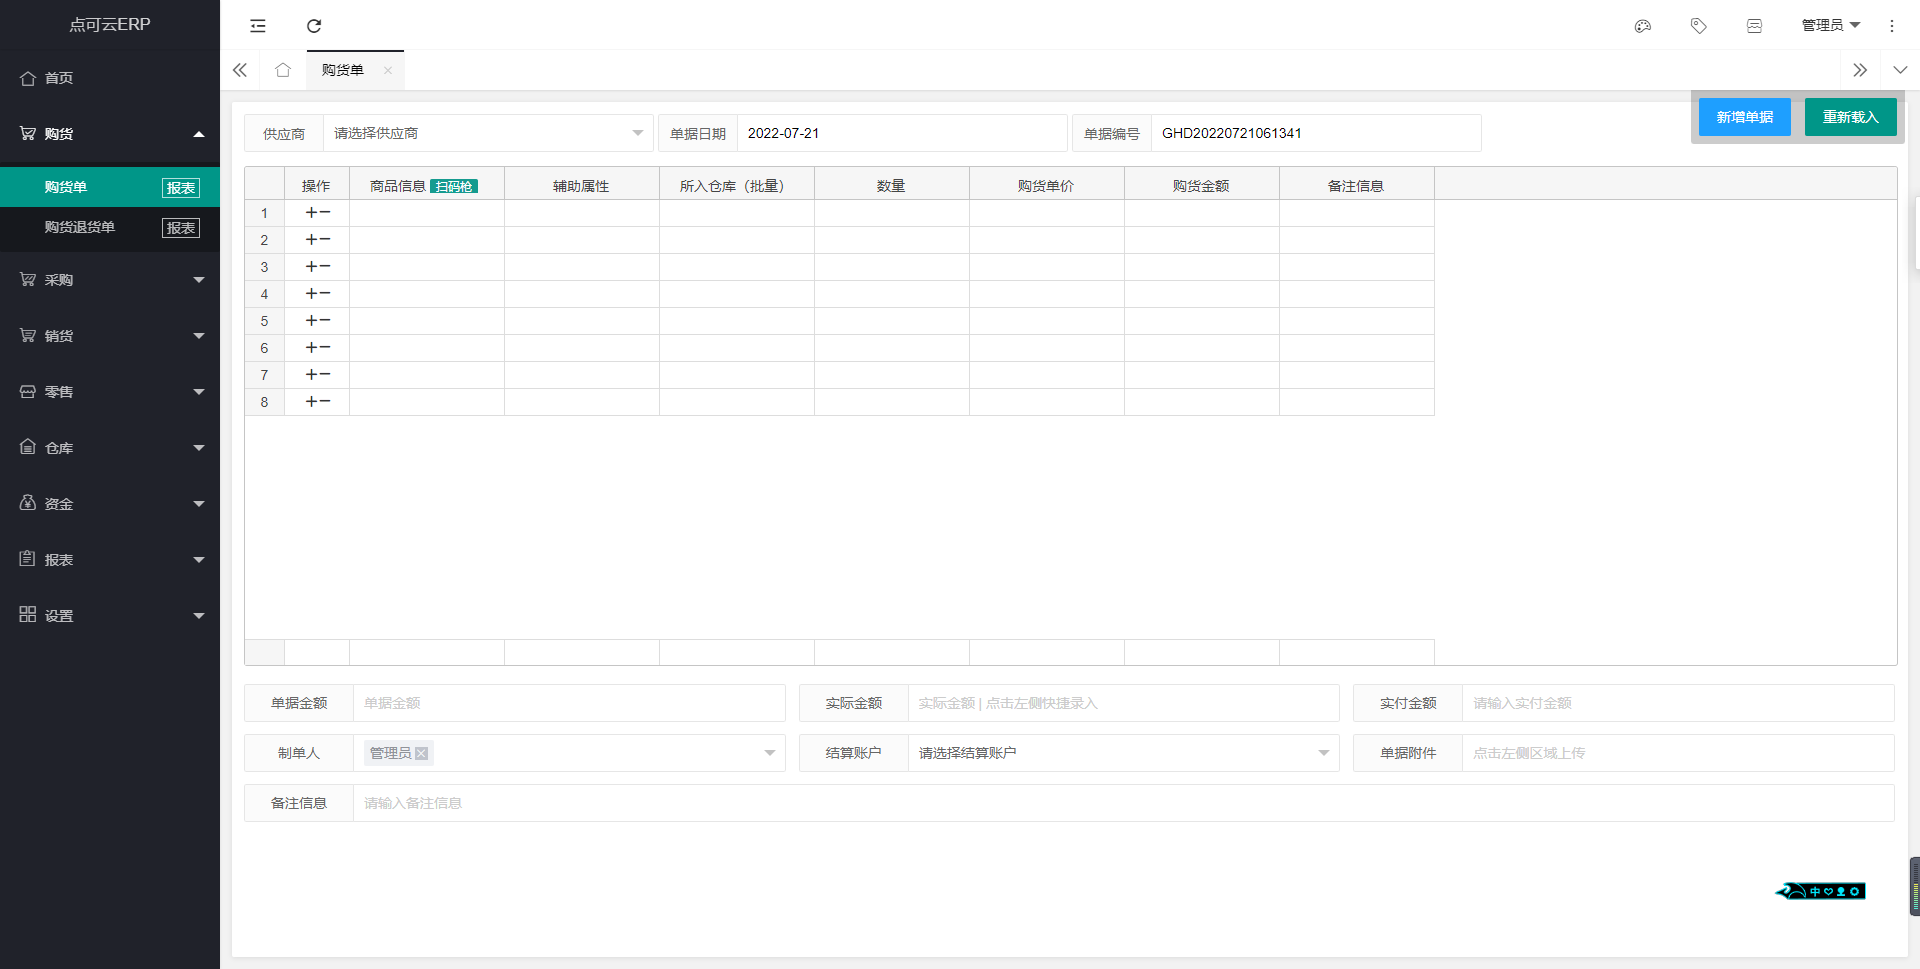 点可云ERP
管理员
首页
购货
购货单 报表
购货退货单 报表
采购
销货
零售
仓库
资金
报表
设置
购货单
新增单据 重新载入
供应商 请选择供应商 单据日期 2022-07-21 单据编号 GHD20220721061341
操作 商品信息 扫码枪 辅助属性 所入仓库（批量） 数量 购货单价 购货金额 备注信息
1
2
3
4
5
6
7
8
单据金额 单据金额 实际金额 实际金额 | 点击左侧快捷录入 实付金额 请输入实付金额
制单人 管理员 结算账户 请选择结算账户 单据附件 点击左侧区域上传
备注信息 请输入备注信息
中